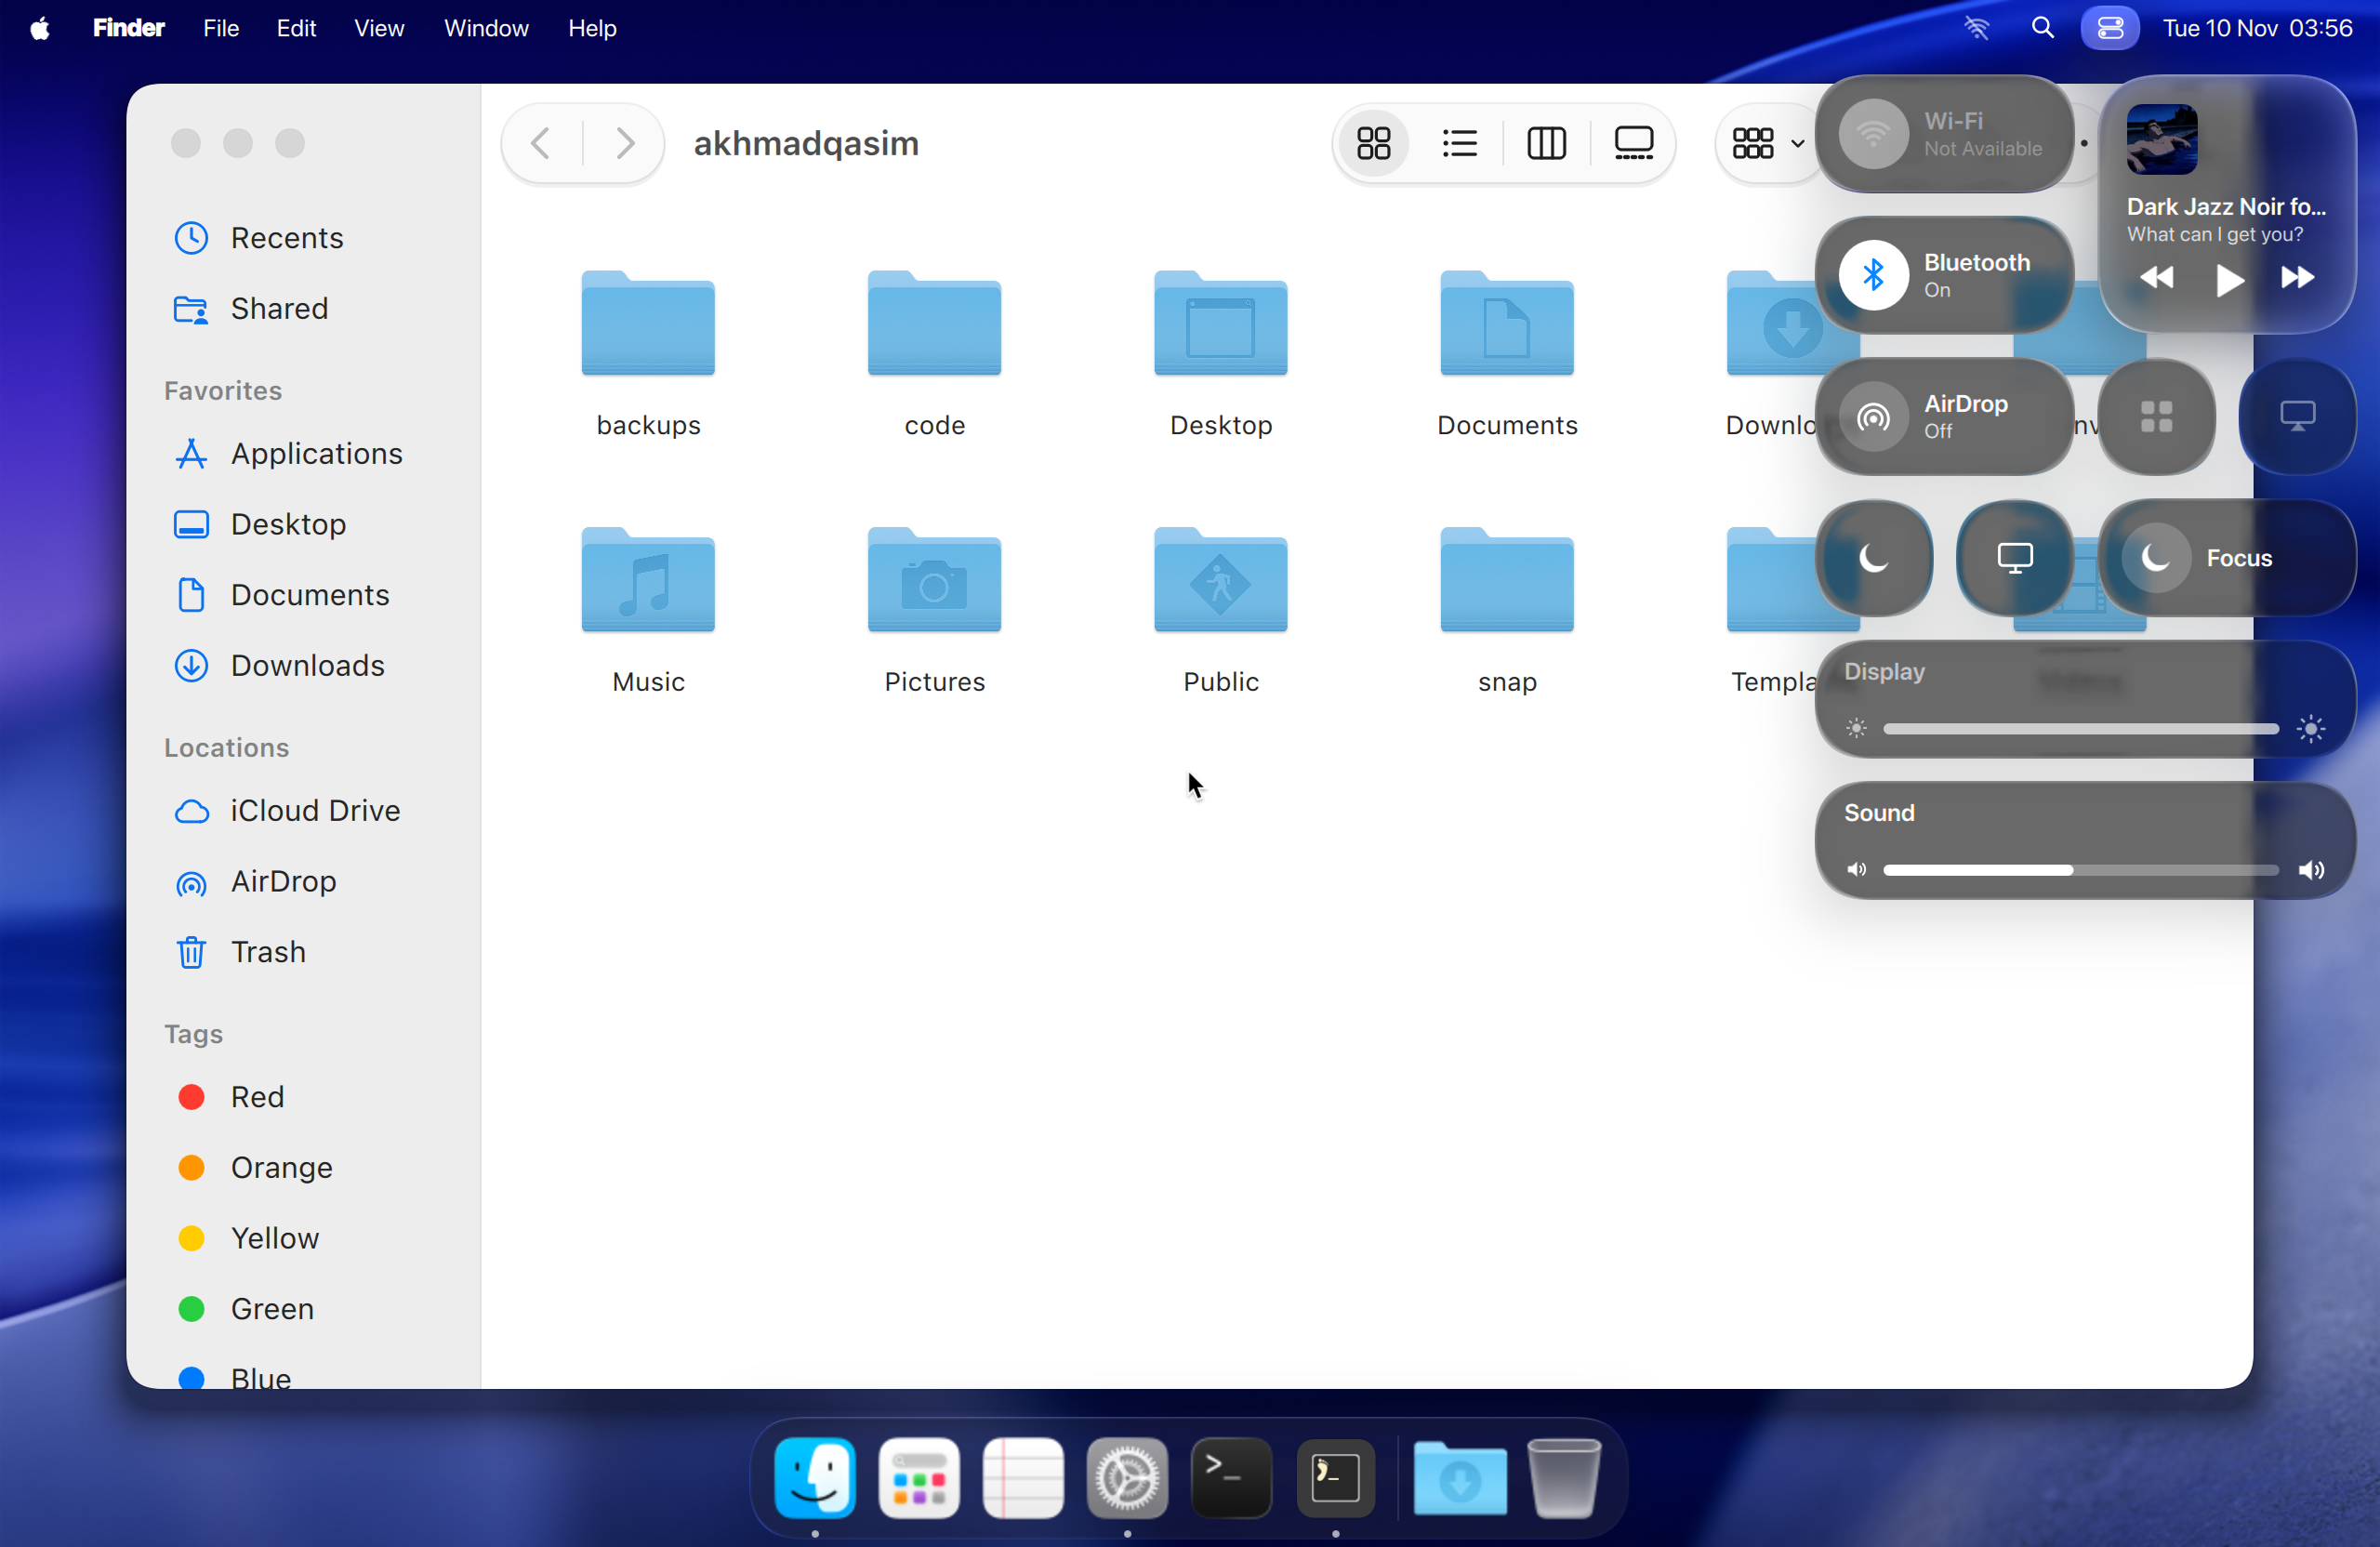 Finder File Edit View Window Help
Tue 10 Nov 03:56
akhmadqasim
Recents
Shared
Favorites
Applications
Desktop
Documents
Downloads
Locations
iCloud Drive
AirDrop
Trash
Tags
Red
Orange
Yellow
Green
Blue
backups
code
Desktop
Documents
Downlo
nv
Music
Pictures
Public
snap
Templa
Wi-Fi
Not Available
Dark Jazz Noir fo...
What can I get you?
Bluetooth
On
AirDrop
Off
Focus
Display
Sound